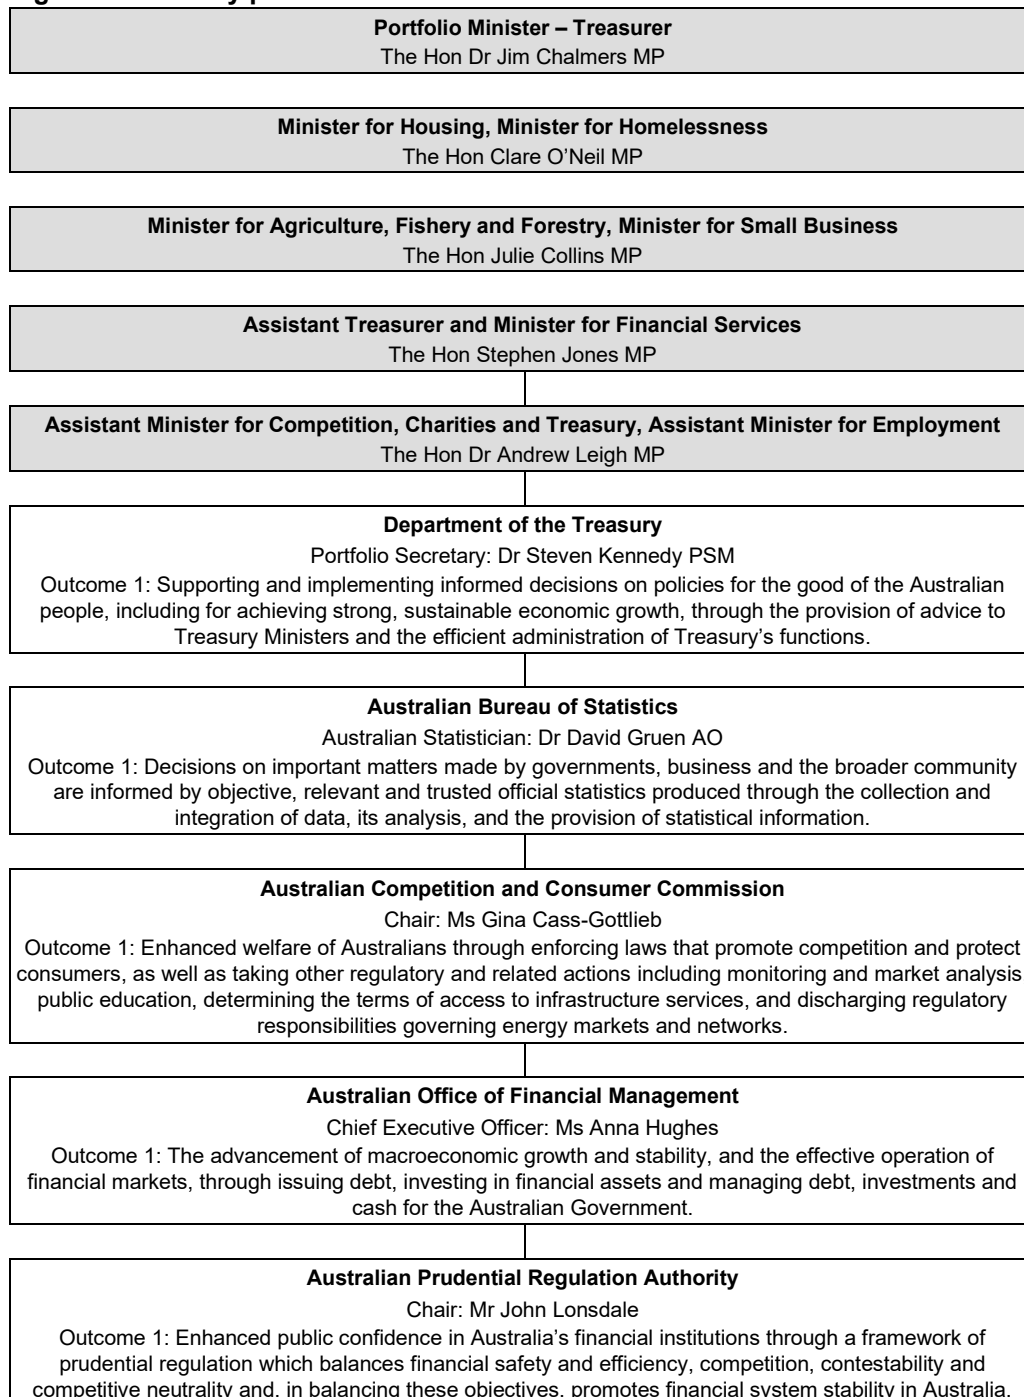 Portfolio Minister – Treasurer
The Hon Dr Jim Chalmers MP
Minister for Housing, Minister for Homelessness
The Hon Clare O’Neil MP
Minister for Agriculture, Fishery and Forestry, Minister for Small Business
The Hon Julie Collins MP
Assistant Treasurer and Minister for Financial Services
The Hon Stephen Jones MP
Assistant Minister for Competition, Charities and Treasury, Assistant Minister for Employment
The Hon Dr Andrew Leigh MP
Department of the Treasury
Portfolio Secretary: Dr Steven Kennedy PSM
Outcome 1: Supporting and implementing informed decisions on policies for the good of the Australian
people, including for achieving strong, sustainable economic growth, through the provision of advice to
Treasury Ministers and the efficient administration of Treasury’s functions.
Australian Bureau of Statistics
Australian Statistician: Dr David Gruen AO
Outcome 1: Decisions on important matters made by governments, business and the broader community
are informed by objective, relevant and trusted official statistics produced through the collection and
integration of data, its analysis, and the provision of statistical information.
Australian Competition and Consumer Commission
Chair: Ms Gina Cass-Gottlieb
Outcome 1: Enhanced welfare of Australians through enforcing laws that promote competition and protect
consumers, as well as taking other regulatory and related actions including monitoring and market analysis
public education, determining the terms of access to infrastructure services, and discharging regulatory
responsibilities governing energy markets and networks.
Australian Office of Financial Management
Chief Executive Officer: Ms Anna Hughes
Outcome 1: The advancement of macroeconomic growth and stability, and the effective operation of
financial markets, through issuing debt, investing in financial assets and managing debt, investments and
cash for the Australian Government.
Australian Prudential Regulation Authority
Chair: Mr John Lonsdale
Outcome 1: Enhanced public confidence in Australia’s financial institutions through a framework of
prudential regulation which balances financial safety and efficiency, competition, contestability and
competitive neutrality and, in balancing these objectives, promotes financial system stability in Australia.